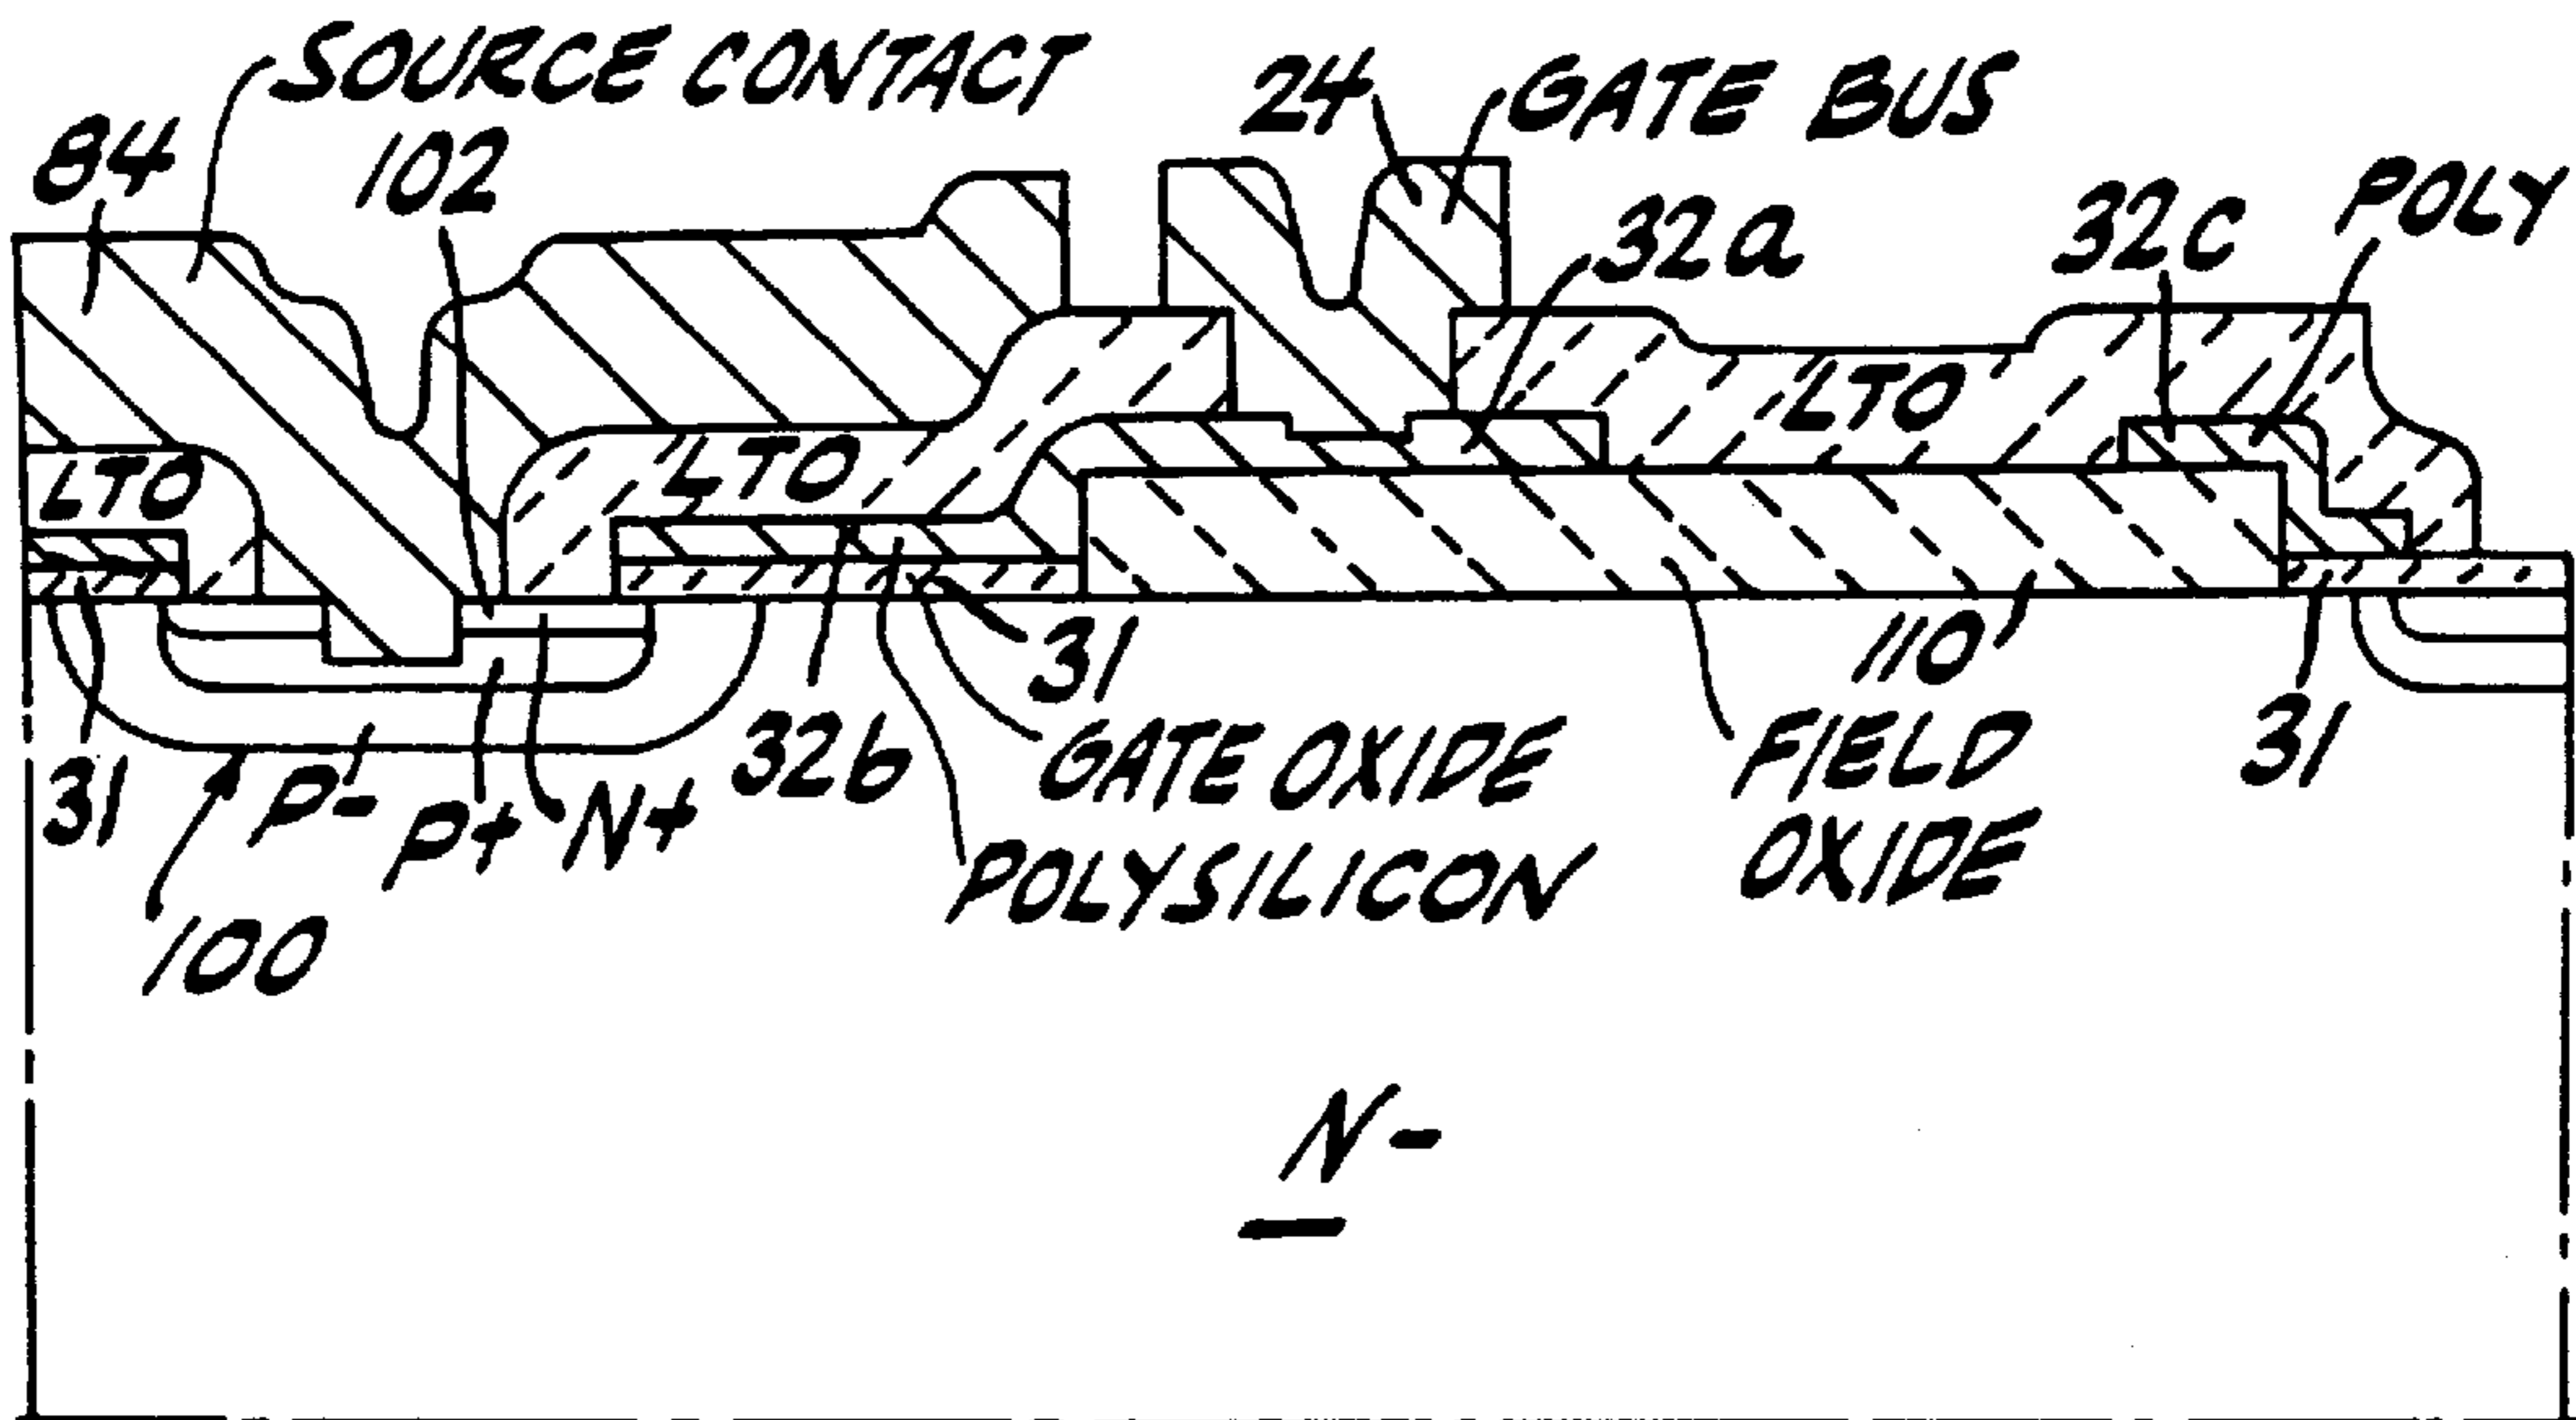 SOURCE CONTACT
24
GATE BUS
84
102
32a
32c
POLY
LTO
LTO
LTO
31
GATE OXIDE
110
FIELD
OXIDE
31
31
P-
P+
N+
32b
POLYSILICON
100
N-